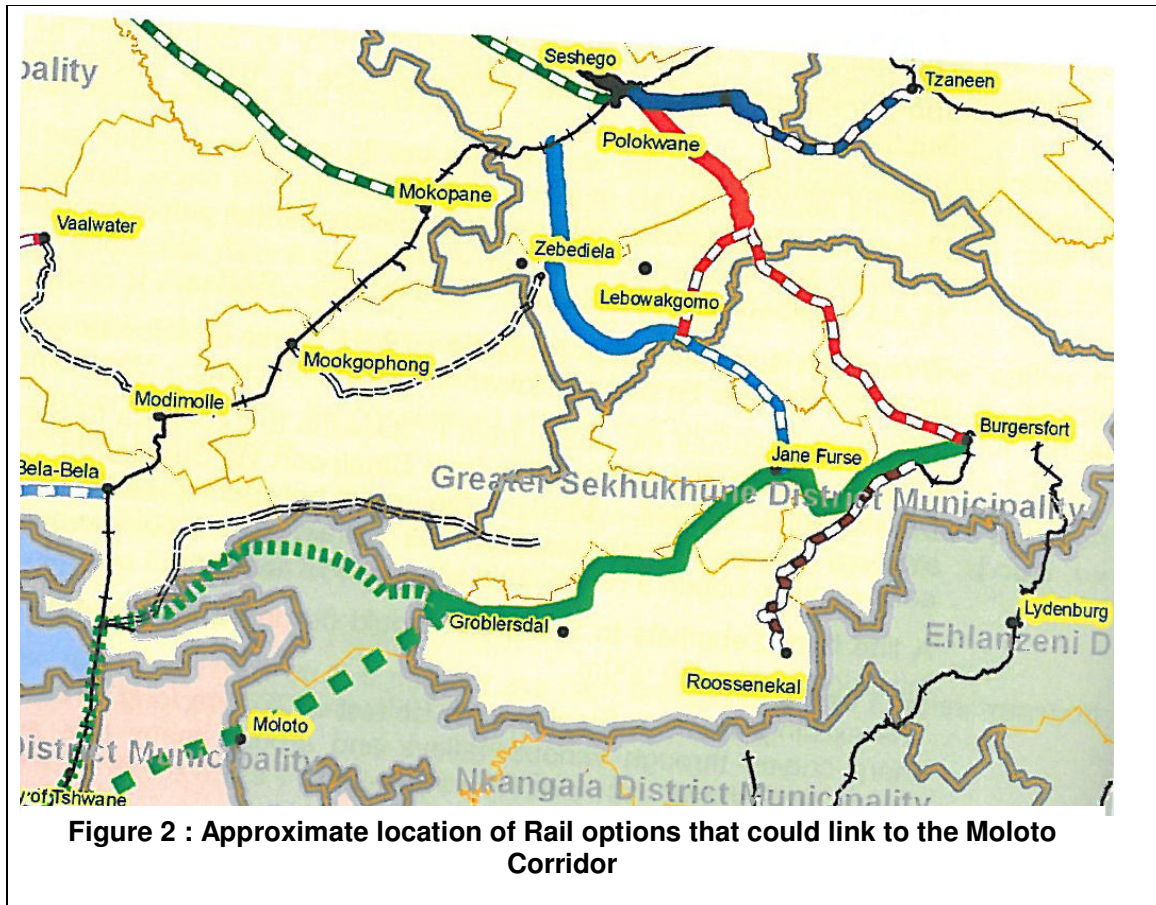 Seshego
pality
Tzaneen
Polokwane
Mokopane
Vaalwater
Zebediela
Lebowakgomo
Mookgophong
Modimolle
Burgersfort
Jane Furse
Bela-Bela
Greater Sekhukhune District Municipality
Groblersdal
Lydenburg
Ehlanzeni D
Roossenekal
Moloto
District Municipality
Nkangala District Municipality
y of Tshwane
Figure 2 : Approximate location of Rail options that could link to the Moloto
Corridor